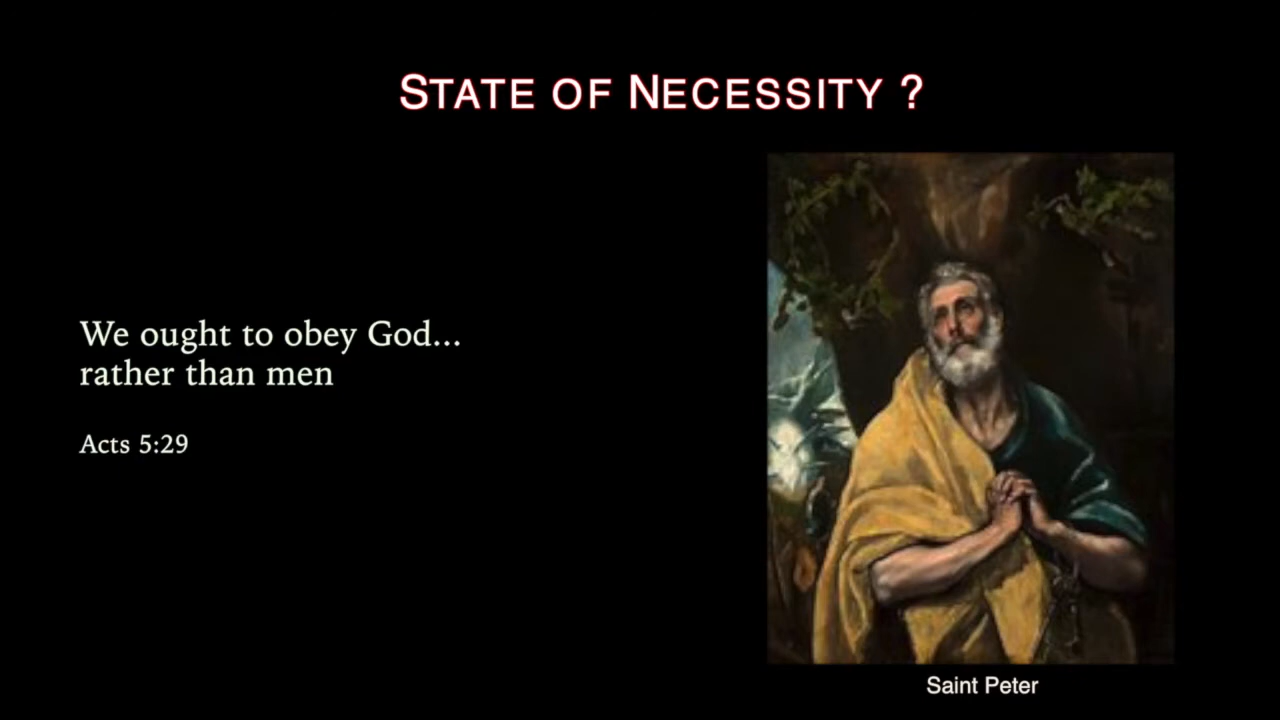 STATE OF NECESSITY ?
We ought to obey God...
rather than men
Acts 5:29
Saint Peter